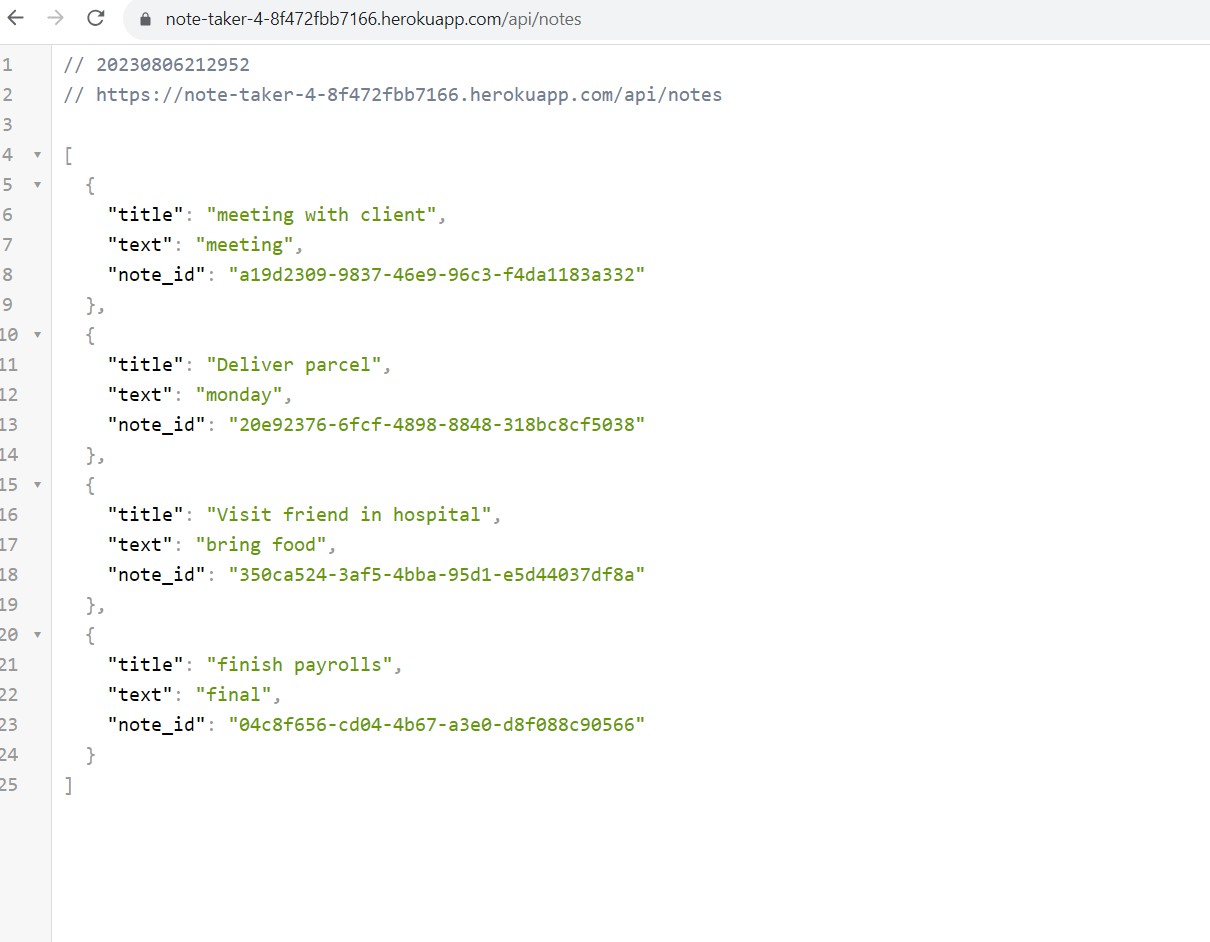 note-taker-4-8f472fbb7166.herokuapp.com/api/notes
1 // 20230806212952
2 // https://note-taker-4-8f472fbb7166.herokuapp.com/api/notes
3
4 [
5 {
6 "title": "meeting with client",
7 "text": "meeting",
8 "note_id": "a19d2309-9837-46e9-96c3-f4da1183a332"
9 },
10 {
11 "title": "Deliver parcel",
12 "text": "monday",
13 "note_id": "20e92376-6fcf-4898-8848-318bc8cf5038"
14 },
15 {
16 "title": "Visit friend in hospital",
17 "text": "bring food",
18 "note_id": "350ca524-3af5-4bba-95d1-e5d44037df8a"
19 },
20 {
21 "title": "finish payrolls",
22 "text": "final",
23 "note_id": "04c8f656-cd04-4b67-a3e0-d8f088c90566"
24 }
25 ]